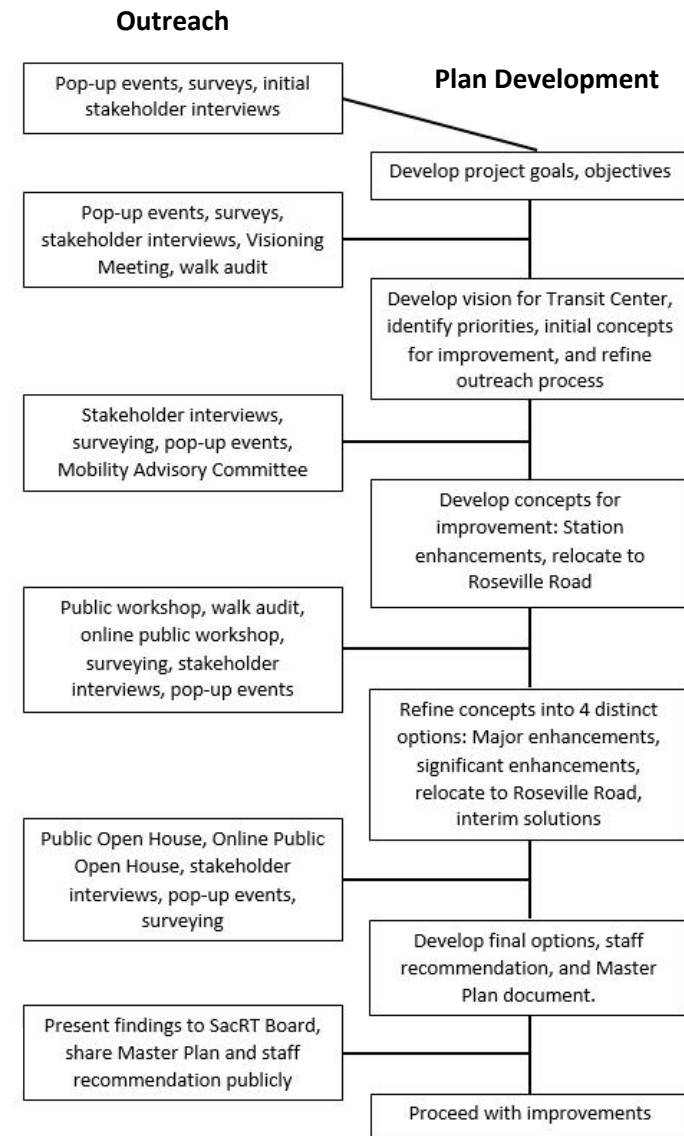 Outreach
Plan Development
Pop-up events, surveys, initial
stakeholder interviews
Develop project goals, objectives
Pop-up events, surveys,
stakeholder interviews, Visioning
Meeting, walk audit
Develop vision for Transit Center,
identify priorities, initial concepts
for improvement, and refine
outreach process
Stakeholder interviews,
surveying, pop-up events,
Mobility Advisory Committee
Develop concepts for
improvement: Station
enhancements, relocate to
Roseville Road
Public workshop, walk audit,
online public workshop,
surveying, stakeholder
interviews, pop-up events
Refine concepts into 4 distinct
options: Major enhancements,
significant enhancements,
relocate to Roseville Road,
interim solutions
Public Open House, Online Public
Open House, stakeholder
interviews, pop-up events,
surveying
Develop final options, staff
recommendation, and Master
Plan document.
Present findings to SacRT Board,
share Master Plan and staff
recommendation publicly
Proceed with improvements